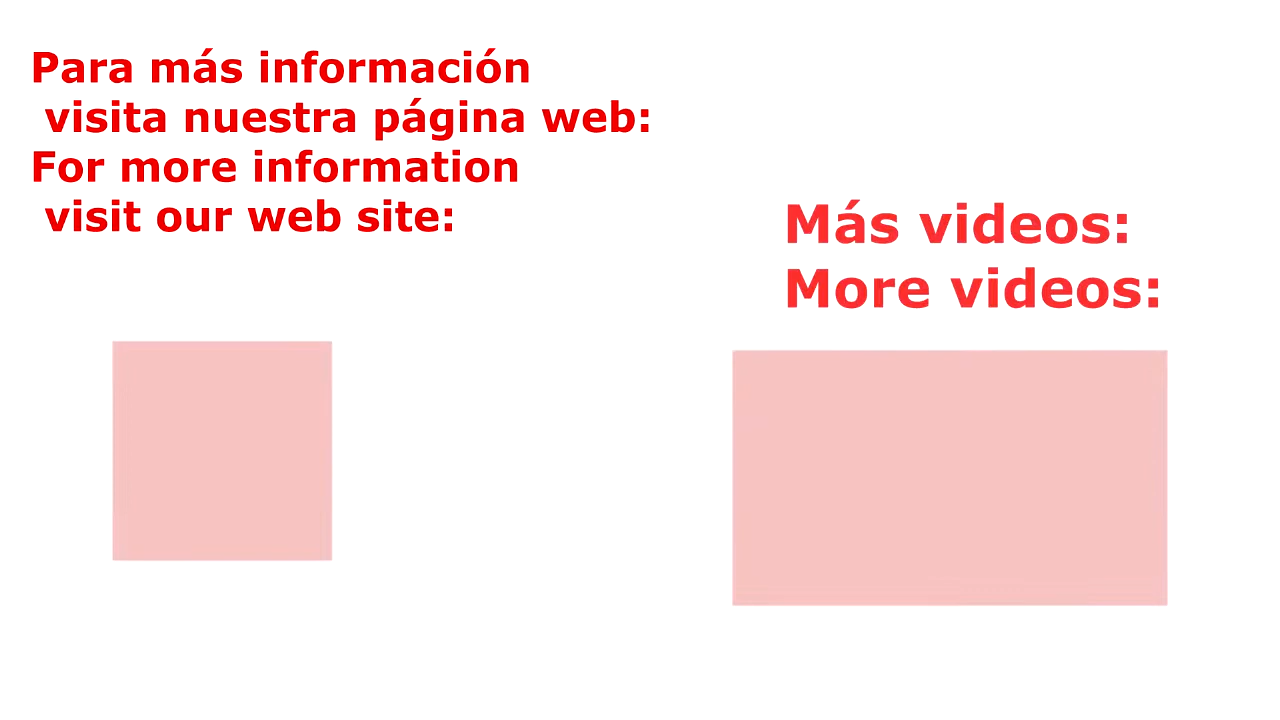 Para más información
visita nuestra página web:
For more information
visit our web site:
Más videos:
More videos: